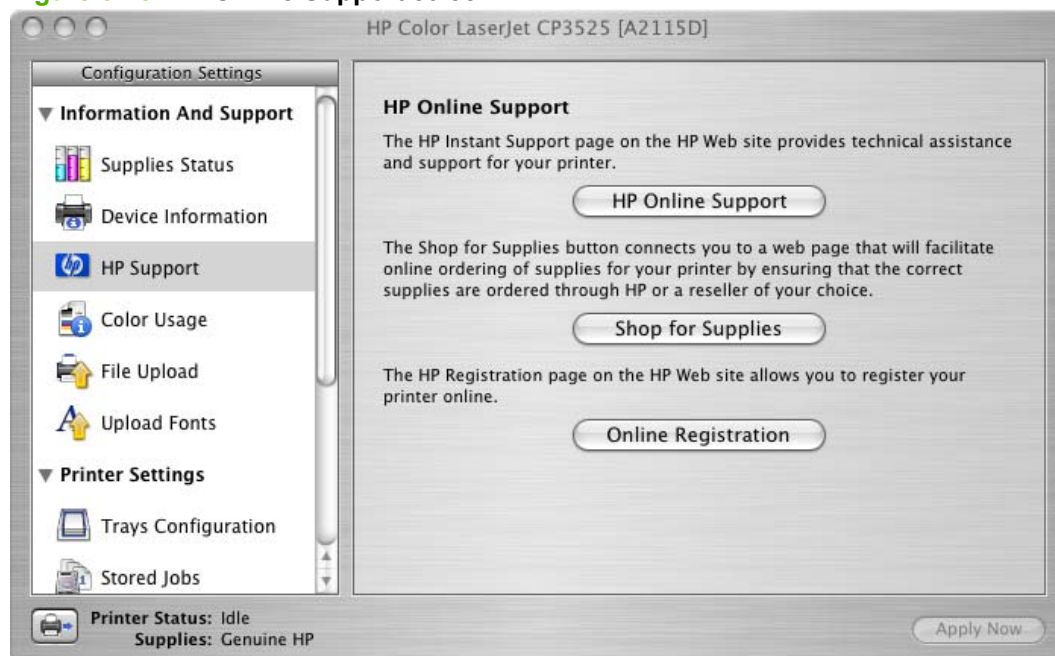 HP Color LaserJet CP3525 [A2115D]
Configuration Settings
Information And Support
Supplies Status
Device Information
HP Support
Color Usage
File Upload
Upload Fonts
Printer Settings
Trays Configuration
Stored Jobs
HP Online Support
The HP Instant Support page on the HP Web site provides technical assistance
and support for your printer.
HP Online Support
The Shop for Supplies button connects you to a web page that will facilitate
online ordering of supplies for your printer by ensuring that the correct
supplies are ordered through HP or a reseller of your choice.
Shop for Supplies
The HP Registration page on the HP Web site allows you to register your
printer online.
Online Registration
Printer Status: Idle
Supplies: Genuine HP
Apply Now